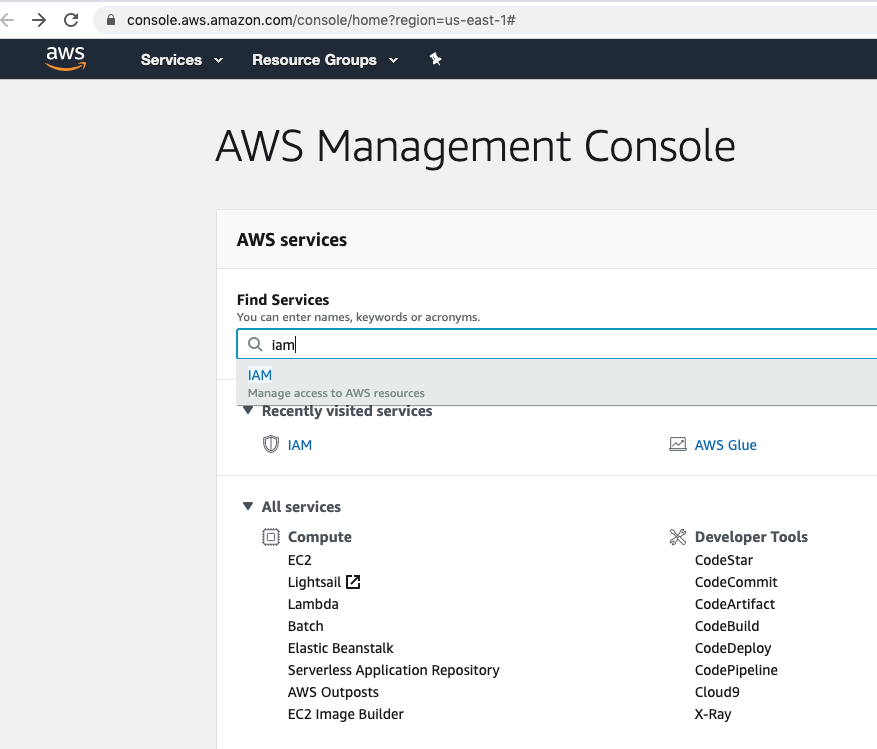 console.aws.amazon.com/console/home?region=us-east-1#
aws Services Resource Groups
AWS Management Console
AWS services
Find Services
You can enter names, keywords or acronyms.
iam
IAM
Manage access to AWS resources
Recently visited services
IAM AWS Glue
All services
Compute
EC2
Lightsail
Lambda
Batch
Elastic Beanstalk
Serverless Application Repository
AWS Outposts
EC2 Image Builder
Developer Tools
CodeStar
CodeCommit
CodeArtifact
CodeBuild
CodeDeploy
CodePipeline
Cloud9
X-Ray